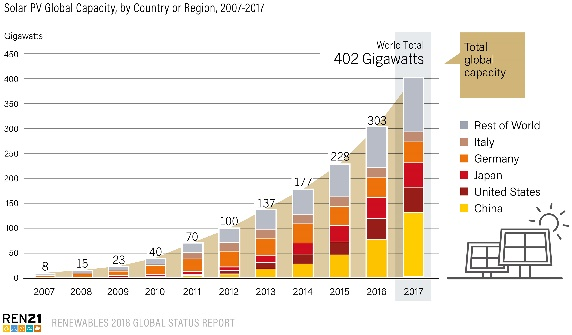 Solar PV Global Capacity, by Country or Region, 2007-2017
Gigawatts
World Total
402 Gigawatts
Total
global
capacity
450
400
350
300
250
200
150
100
50
0
8
15
23
40
70
100
137
177
228
303
Rest of World
Italy
Germany
Japan
United States
China
2007 2008 2009 2010 2011 2012 2013 2014 2015 2016 2017
REN21 RENEWABLES 2018 GLOBAL STATUS REPORT